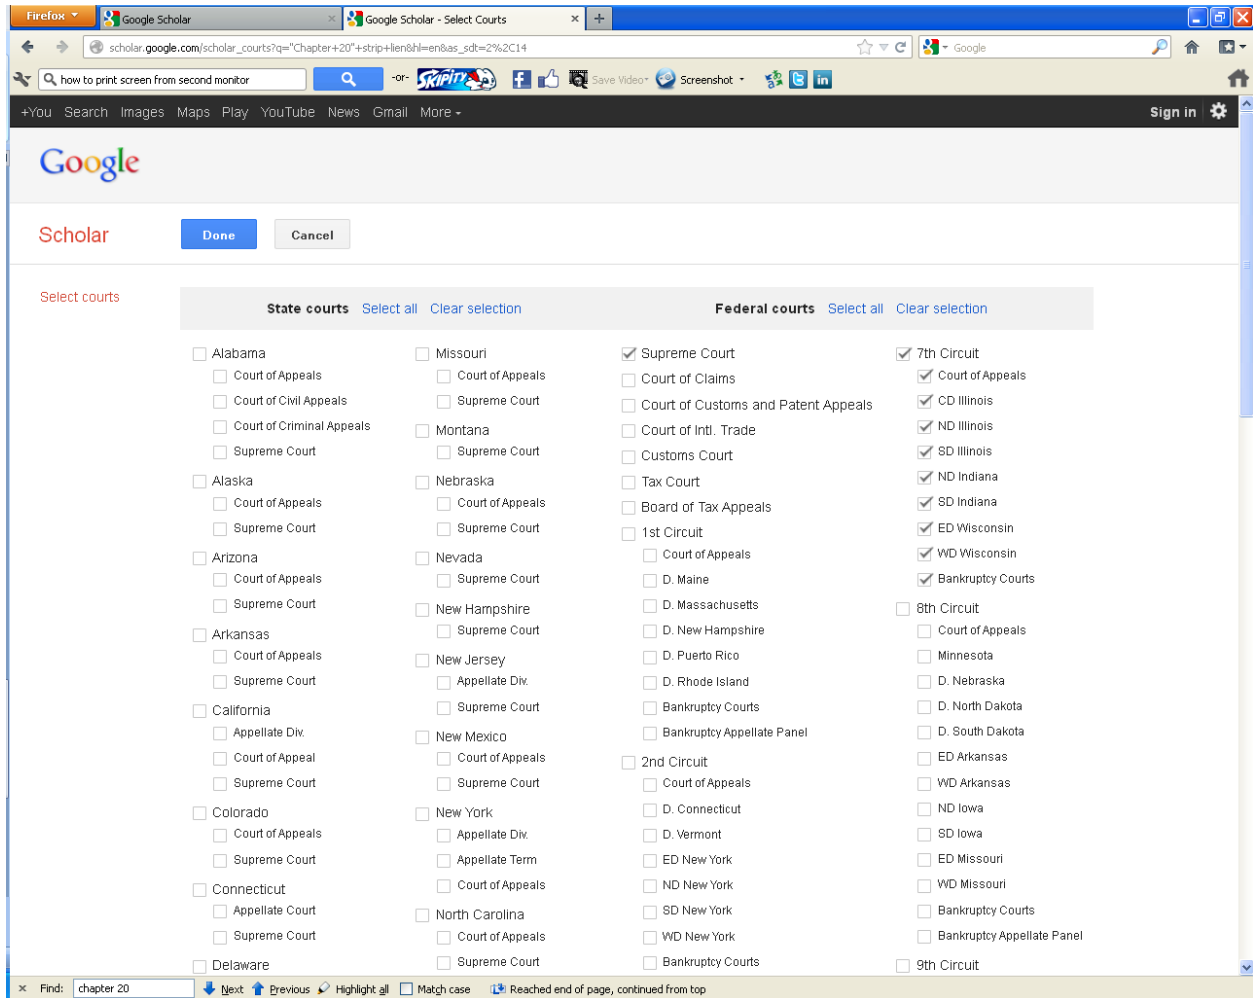 Firefox
Google Scholar
Google Scholar - Select Courts
scholar.google.com/scholar_courts?q="Chapter+20"+strip+lien&hl=en&as_sdt=2%2C14
Google
how to print screen from second monitor
-or-
SKIPITY
Save Video
Screenshot
+You Search Images Maps Play YouTube News Gmail More
Sign in
Google
Scholar
Done
Cancel
Select courts
State courts Select all Clear selection
Federal courts Select all Clear selection
Alabama
Court of Appeals
Court of Civil Appeals
Court of Criminal Appeals
Supreme Court
Alaska
Court of Appeals
Supreme Court
Arizona
Court of Appeals
Supreme Court
Arkansas
Court of Appeals
Supreme Court
California
Appellate Div.
Court of Appeal
Supreme Court
Colorado
Court of Appeals
Supreme Court
Connecticut
Appellate Court
Supreme Court
Delaware
Missouri
Court of Appeals
Supreme Court
Montana
Supreme Court
Nebraska
Court of Appeals
Supreme Court
Nevada
Supreme Court
New Hampshire
Supreme Court
New Jersey
Appellate Div.
Supreme Court
New Mexico
Court of Appeals
Supreme Court
New York
Appellate Div.
Appellate Term
Court of Appeals
North Carolina
Court of Appeals
Supreme Court
Supreme Court
Court of Claims
Court of Customs and Patent Appeals
Court of Intl. Trade
Customs Court
Tax Court
Board of Tax Appeals
1st Circuit
Court of Appeals
D. Maine
D. Massachusetts
D. New Hampshire
D. Puerto Rico
D. Rhode Island
Bankruptcy Courts
Bankruptcy Appellate Panel
2nd Circuit
Court of Appeals
D. Connecticut
D. Vermont
ED New York
ND New York
SD New York
WD New York
Bankruptcy Courts
7th Circuit
Court of Appeals
CD Illinois
ND Illinois
SD Illinois
ND Indiana
SD Indiana
ED Wisconsin
WD Wisconsin
Bankruptcy Courts
8th Circuit
Court of Appeals
Minnesota
D. Nebraska
D. North Dakota
D. South Dakota
ED Arkansas
WD Arkansas
ND Iowa
SD Iowa
ED Missouri
WD Missouri
Bankruptcy Courts
Bankruptcy Appellate Panel
9th Circuit
Find: chapter 20 Next Previous Highlight all Match case Reached end of page, continued from top